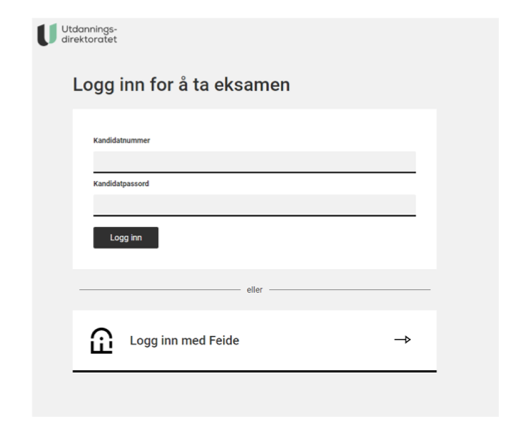 Utdannings-
direktoratet
Logg inn for å ta eksamen
Kandidatnummer
Kandidatpassord
Logg inn
eller
Logg inn med Feide